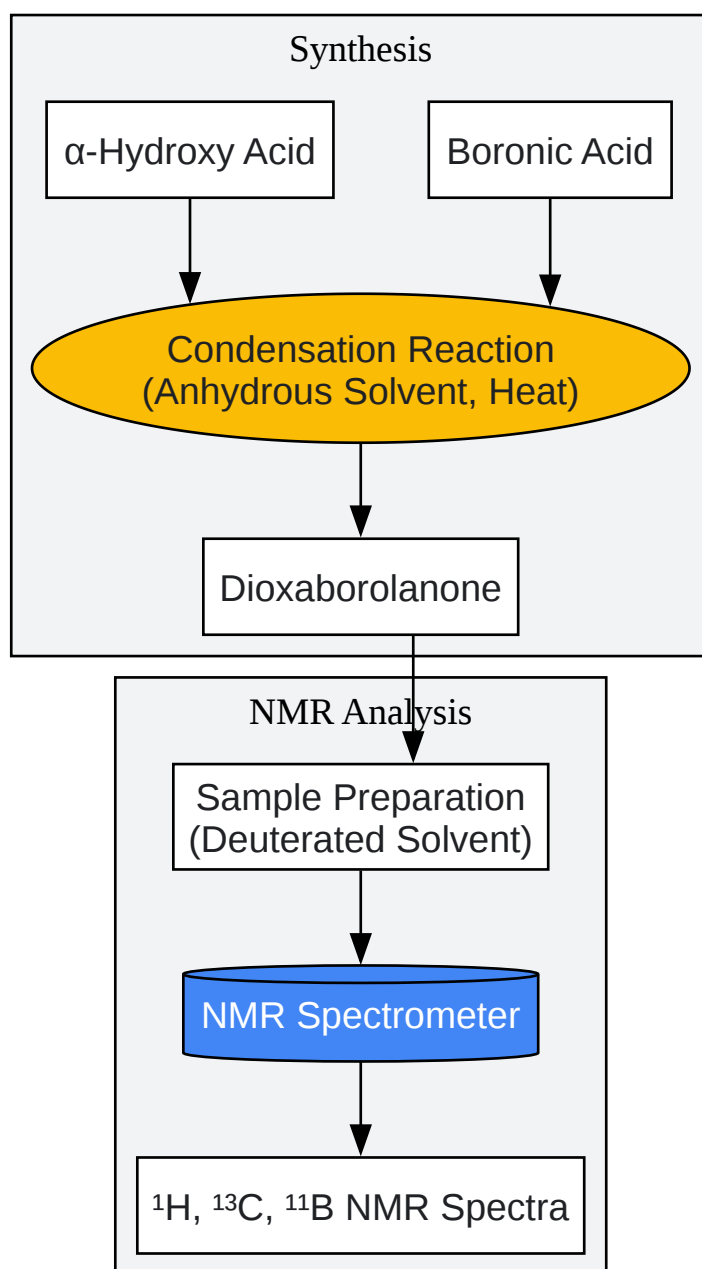 Synthesis
α-Hydroxy Acid
Boronic Acid
Condensation Reaction
(Anhydrous Solvent, Heat)
Dioxaborolanone
NMR Analysis
Sample Preparation
(Deuterated Solvent)
NMR Spectrometer
¹H, ¹³C, ¹¹B NMR Spectra